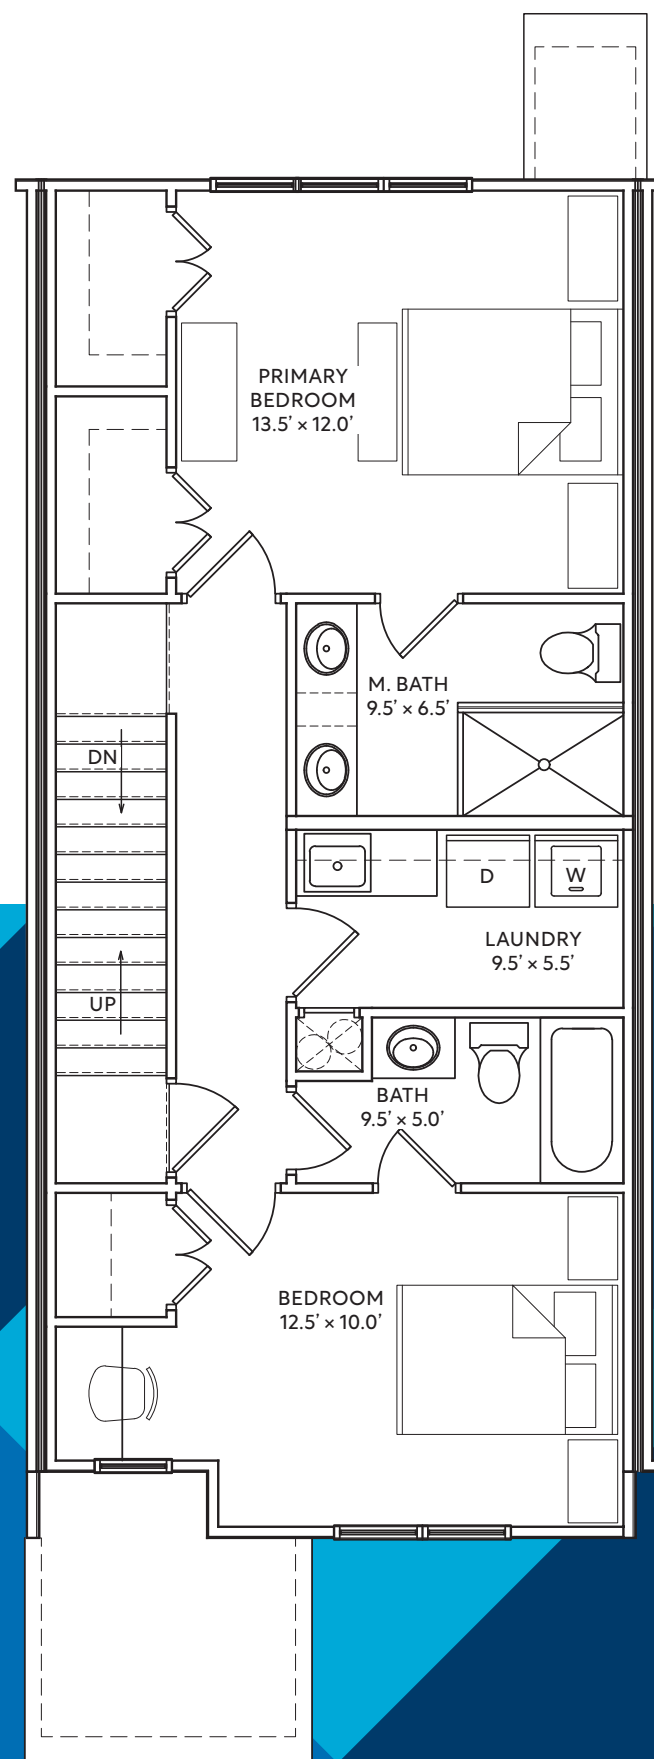 PRIMARY
BEDROOM
13.5’ × 12.0’
M. BATH
9.5’ × 6.5’
DN
D
W
LAUNDRY
9.5’ × 5.5’
UP
BATH
9.5’ × 5.0’
BEDROOM
12.5’ × 10.0’